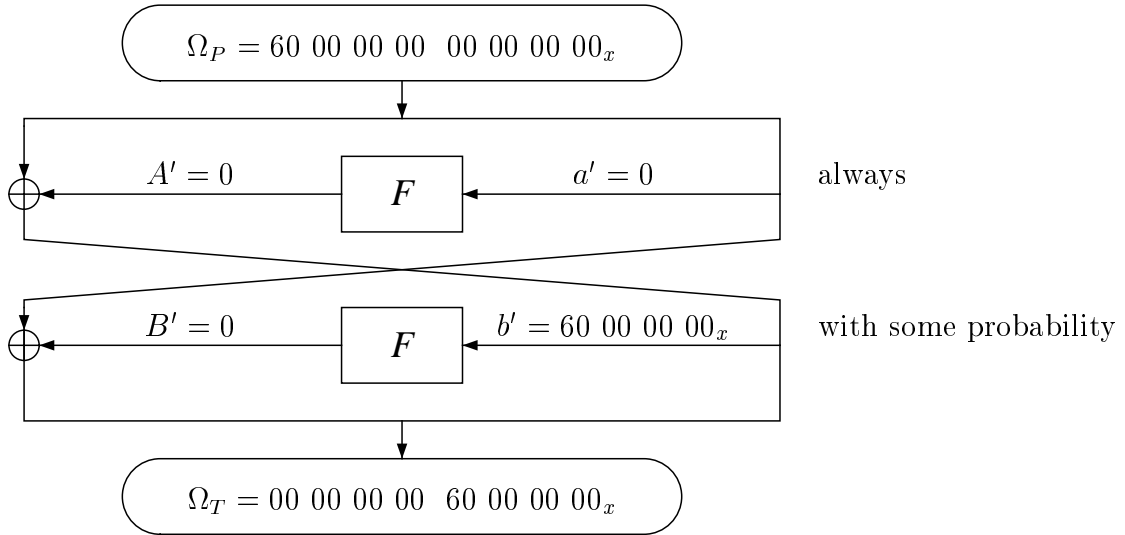 Ω_P = 60 00 00 00 00 00 00 00_x
A′ = 0 F a′ = 0 always
B′ = 0 F b′ = 60 00 00 00_x with some probability
Ω_T = 00 00 00 00 60 00 00 00_x